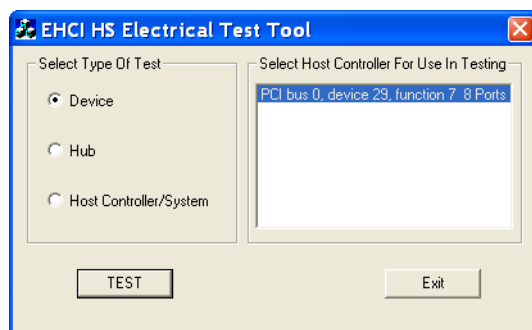 EHCI HS Electrical Test Tool
Select Type Of Test
Device
Hub
Host Controller/System
Select Host Controller For Use In Testing
PCI bus 0, device 29, function 7 8 Ports
TEST
Exit